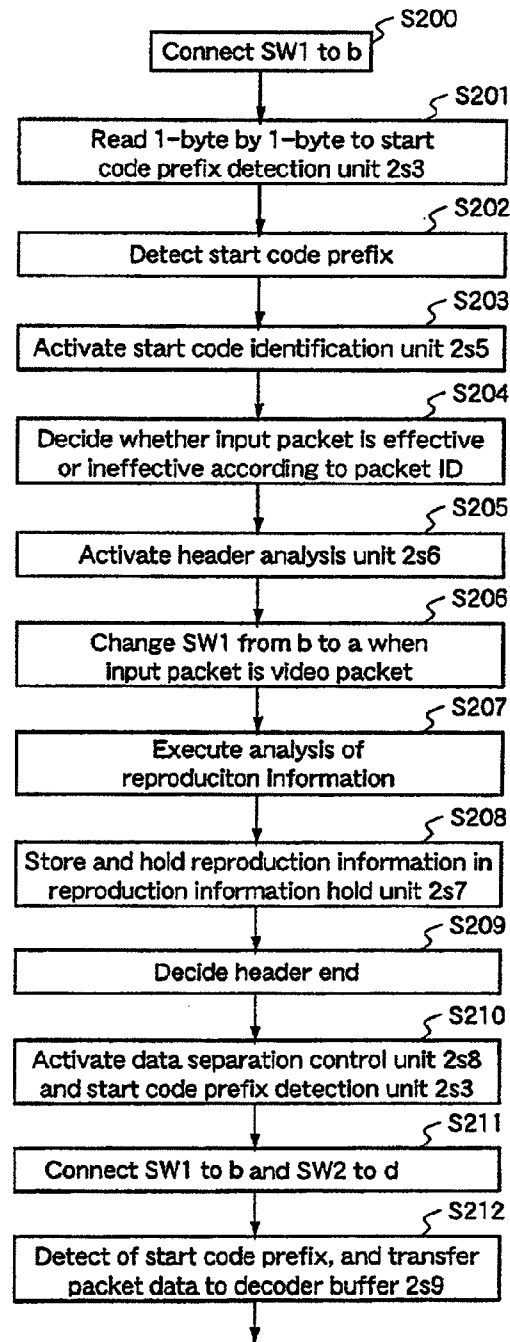 S200
Connect SW1 to b
S201
Read 1-byte by 1-byte to start
code prefix detection unit 2s3
S202
Detect start code prefix
S203
Activate start code identification unit 2s5
S204
Decide whether input packet is effective
or ineffective according to packet ID
S205
Activate header analysis unit 2s6
S206
Change SW1 from b to a when
input packet is video packet
S207
Execute analysis of
reproduciton information
S208
Store and hold reproduction information in
reproduction information hold unit 2s7
S209
Decide header end
S210
Activate data separation control unit 2s8
and start code prefix detection unit 2s3
S211
Connect SW1 to b and SW2 to d
S212
Detect of start code prefix, and transfer
packet data to decoder buffer 2s9